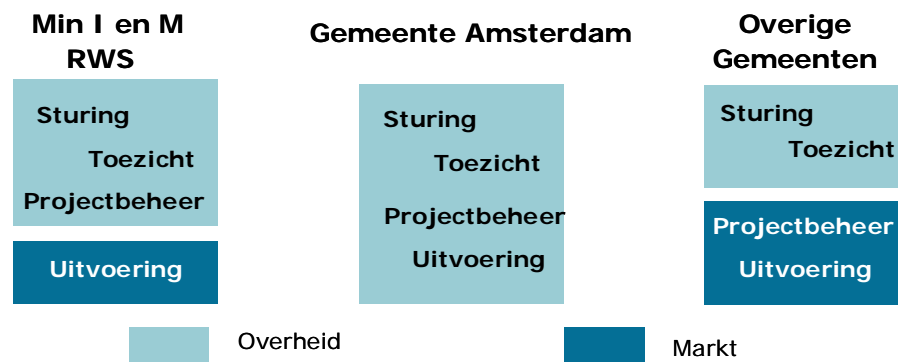 Min I en M
RWS
Sturing
Toezicht
Projectbeheer
Uitvoering
Gemeente Amsterdam
Sturing
Toezicht
Projectbeheer
Uitvoering
Overige
Gemeenten
Sturing
Toezicht
Projectbeheer
Uitvoering
Overheid
Markt